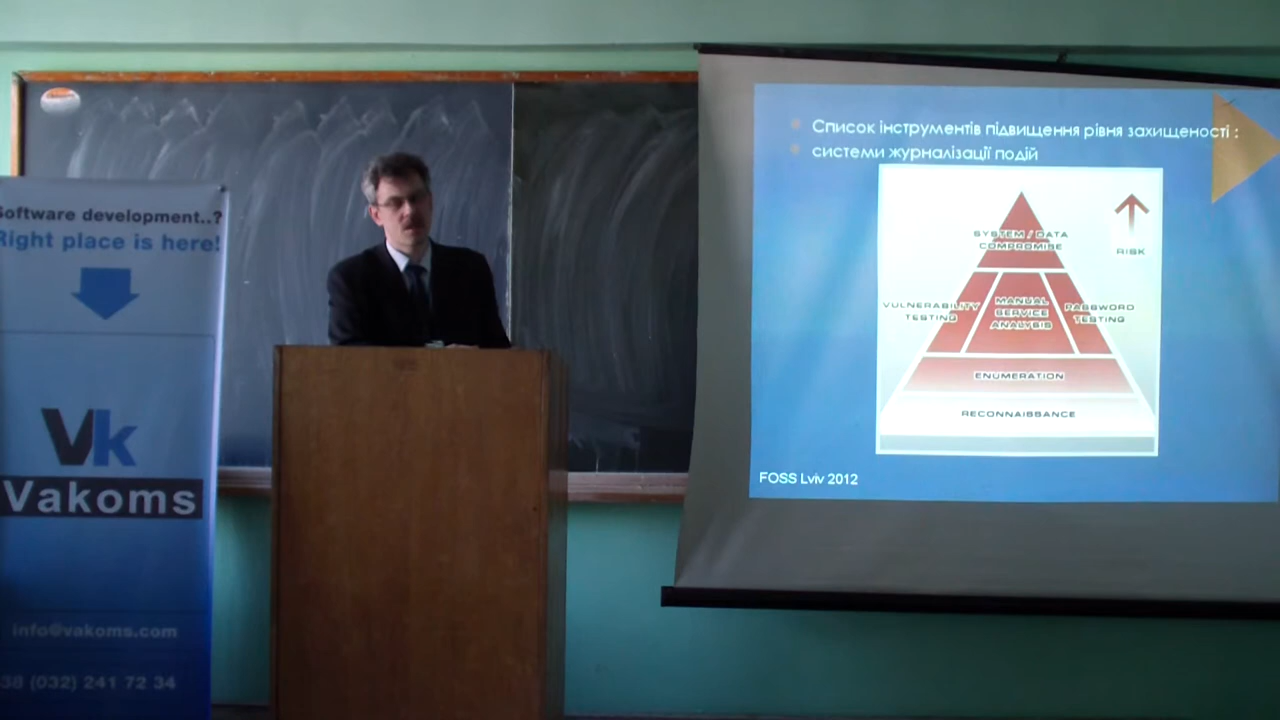 Software development..?
Right place is here!
Vk
Vakoms
info@vakoms.com
38 (032) 241 72 34
Список інструментів підвищення рівня захищеності :
системи журналізації подій
SYSTEM / DATA
COMPROMISE
RISK
VULNERABILITY
TESTING
MANUAL
SERVICE
ANALYSIS
PASSWORD
TESTING
ENUMERATION
RECONNAISSANCE
FOSS Lviv 2012